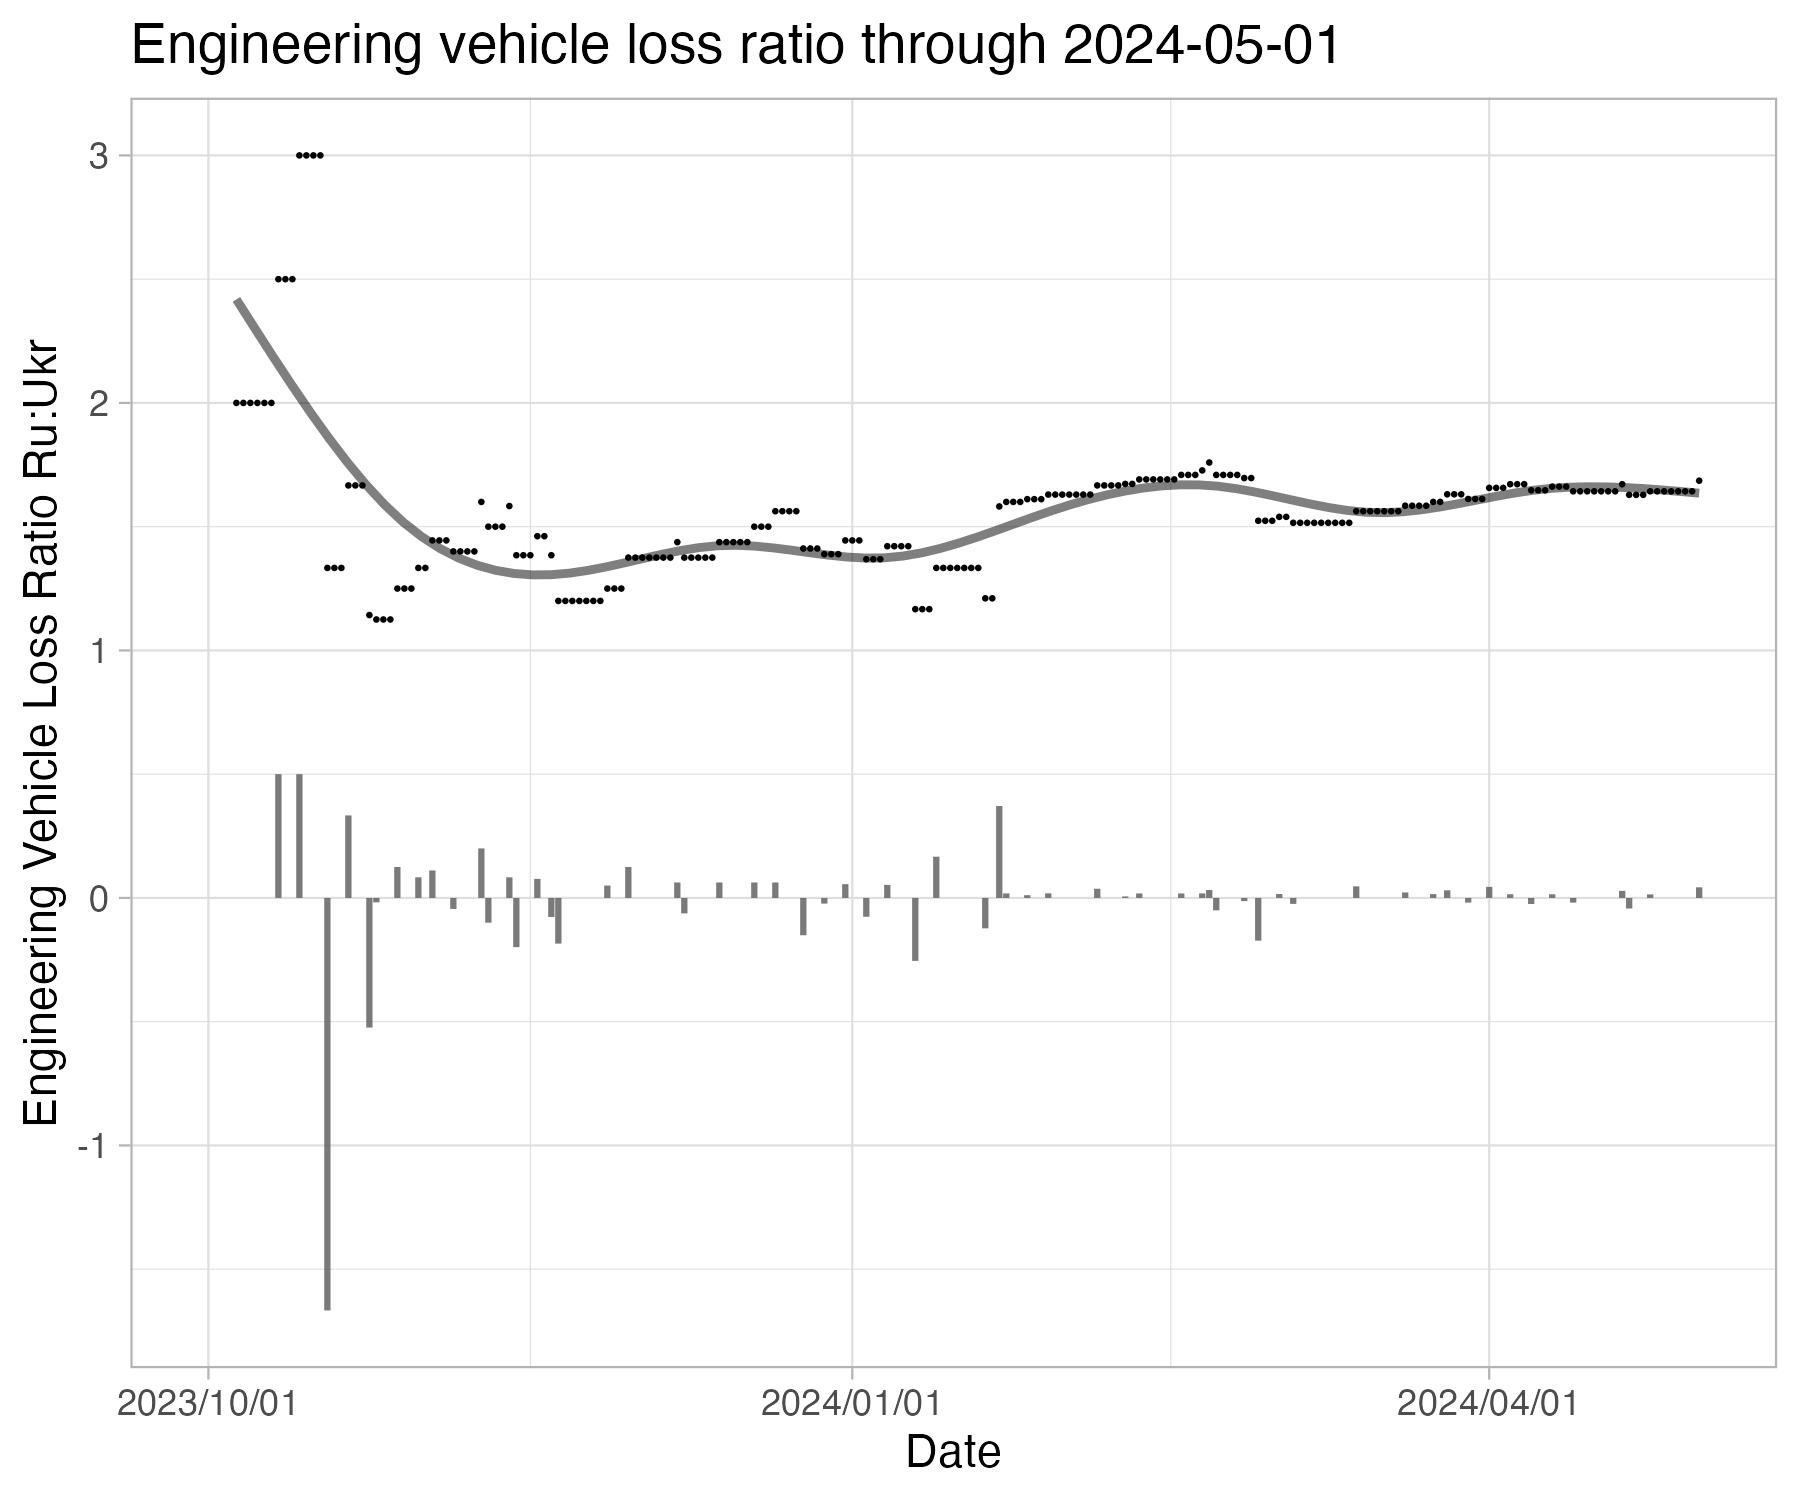 Engineering vehicle loss ratio through 2024-05-01
Engineering Vehicle Loss Ratio Ru:Ukr
3
2
1
0
-1
2023/10/01
2024/01/01
2024/04/01
Date